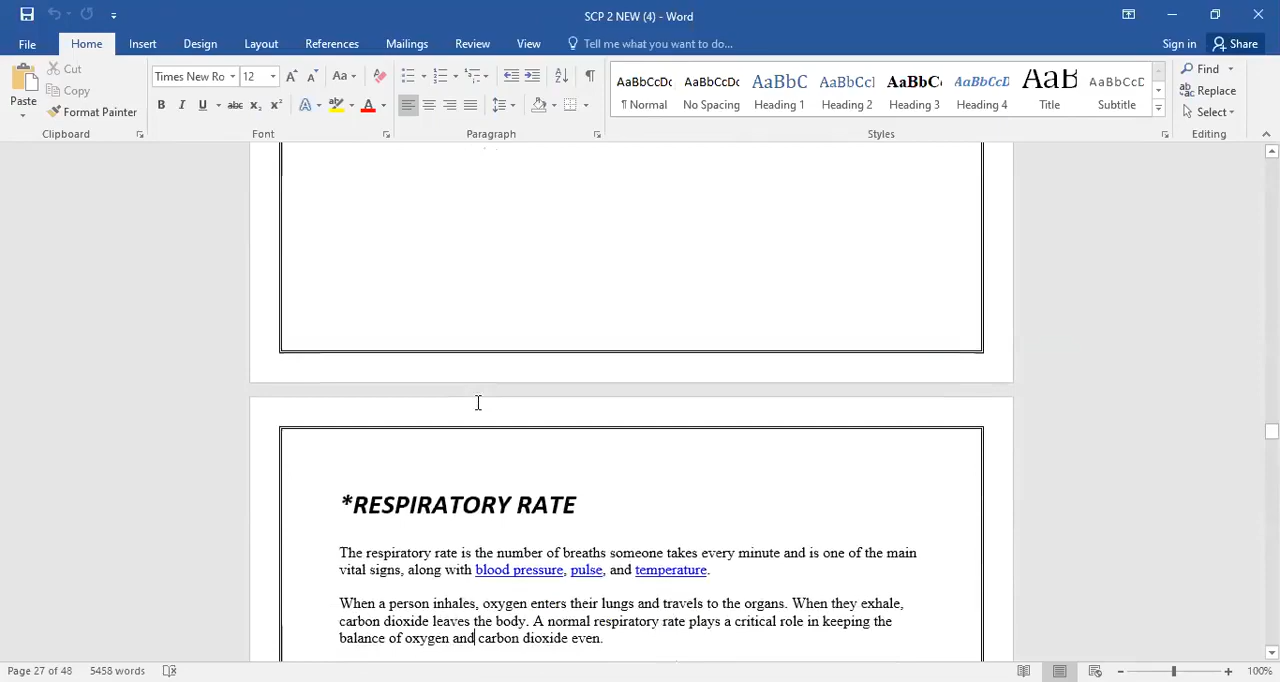 SCP 2 NEW (4) - Word
File Home Insert Design Layout References Mailings Review View Tell me what you want to do... Sign in Share
Paste
Cut
Copy
Format Painter
Clipboard
Times New Ro 12
Font
Paragraph
AaBbCcDc AaBbCcDc AaBbC AaBbCcI AaBbC AaBbCcD AaB AaBbCcD
¶ Normal No Spacing Heading 1 Heading 2 Heading 3 Heading 4 Title Subtitle
Styles
Find
Replace
Select
Editing
*RESPIRATORY RATE
The respiratory rate is the number of breaths someone takes every minute and is one of the main
vital signs, along with blood pressure, pulse, and temperature.
When a person inhales, oxygen enters their lungs and travels to the organs. When they exhale,
carbon dioxide leaves the body. A normal respiratory rate plays a critical role in keeping the
balance of oxygen and carbon dioxide even.
Page 27 of 48 5458 words 100%